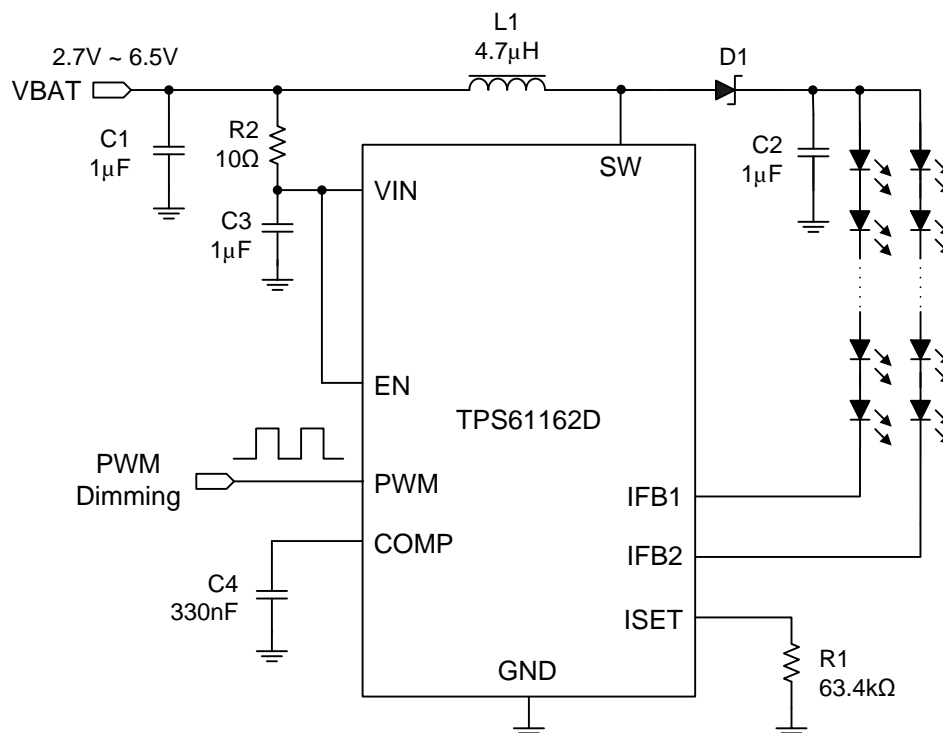 L1
4.7μH
2.7V ~ 6.5V
VBAT
D1
C1
1μF
R2
10Ω
C2
1μF
SW
VIN
C3
1μF
EN
TPS61162D
PWM
Dimming
PWM
IFB1
COMP
IFB2
C4
330nF
ISET
R1
63.4kΩ
GND